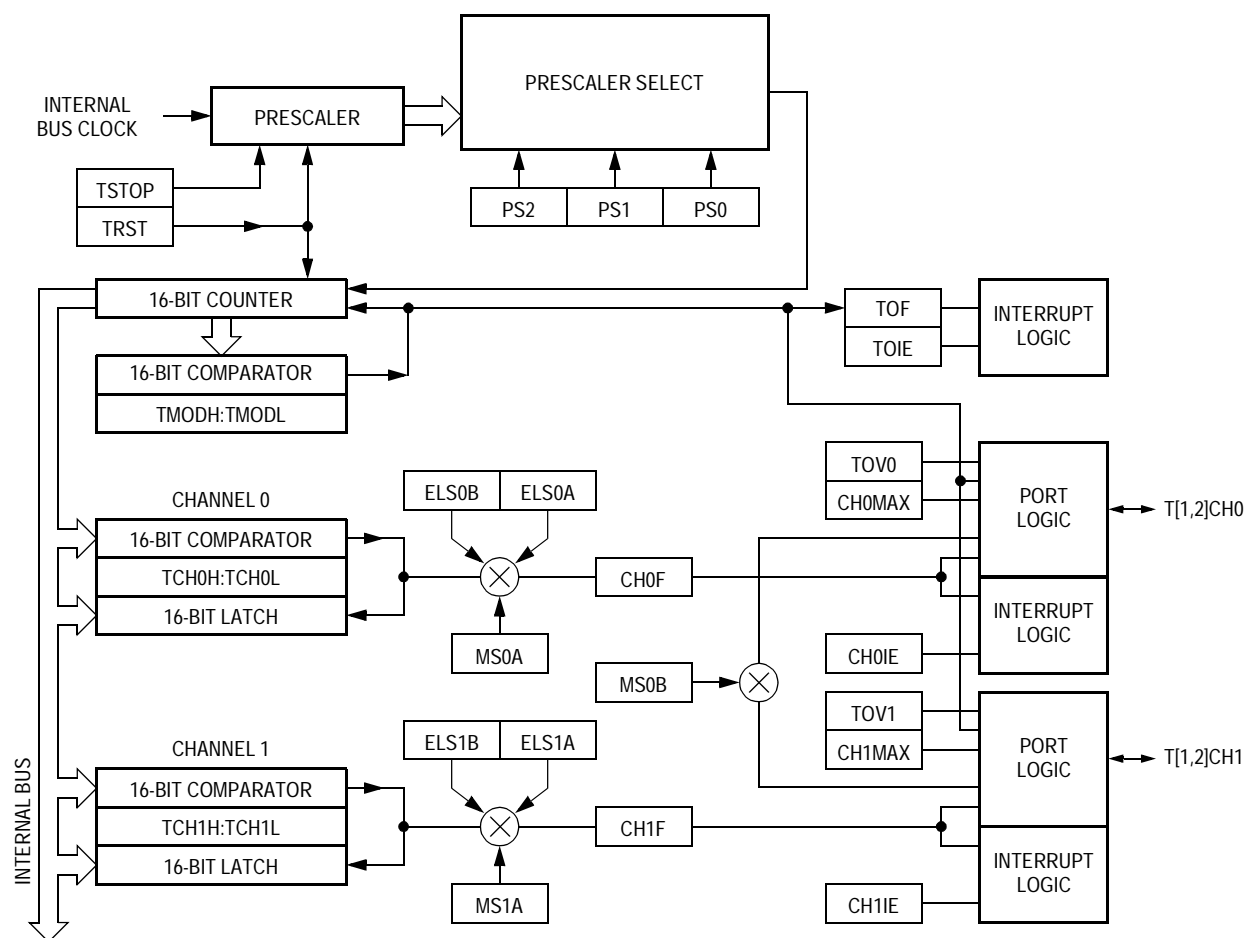 PRESCALER SELECT
INTERNAL
BUS CLOCK
PRESCALER
TSTOP
TRST
PS2 PS1 PS0
16-BIT COUNTER
16-BIT COMPARATOR
TMODH:TMODL
TOF
TOIE
INTERRUPT
LOGIC
CHANNEL 0
16-BIT COMPARATOR
TCH0H:TCH0L
16-BIT LATCH
ELS0B ELS0A
MS0A
CH0F
TOV0
CH0MAX
PORT
LOGIC
T[1,2]CH0
INTERRUPT
LOGIC
CH0IE
MS0B
CHANNEL 1
16-BIT COMPARATOR
TCH1H:TCH1L
16-BIT LATCH
ELS1B ELS1A
MS1A
CH1F
TOV1
CH1MAX
PORT
LOGIC
T[1,2]CH1
INTERRUPT
LOGIC
CH1IE
INTERNAL BUS